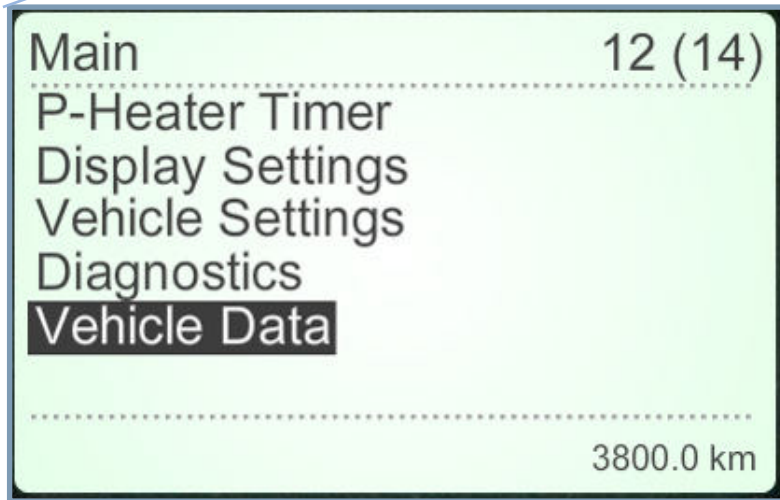 Main 12 (14)
P-Heater Timer
Display Settings
Vehicle Settings
Diagnostics
Vehicle Data
3800.0 km